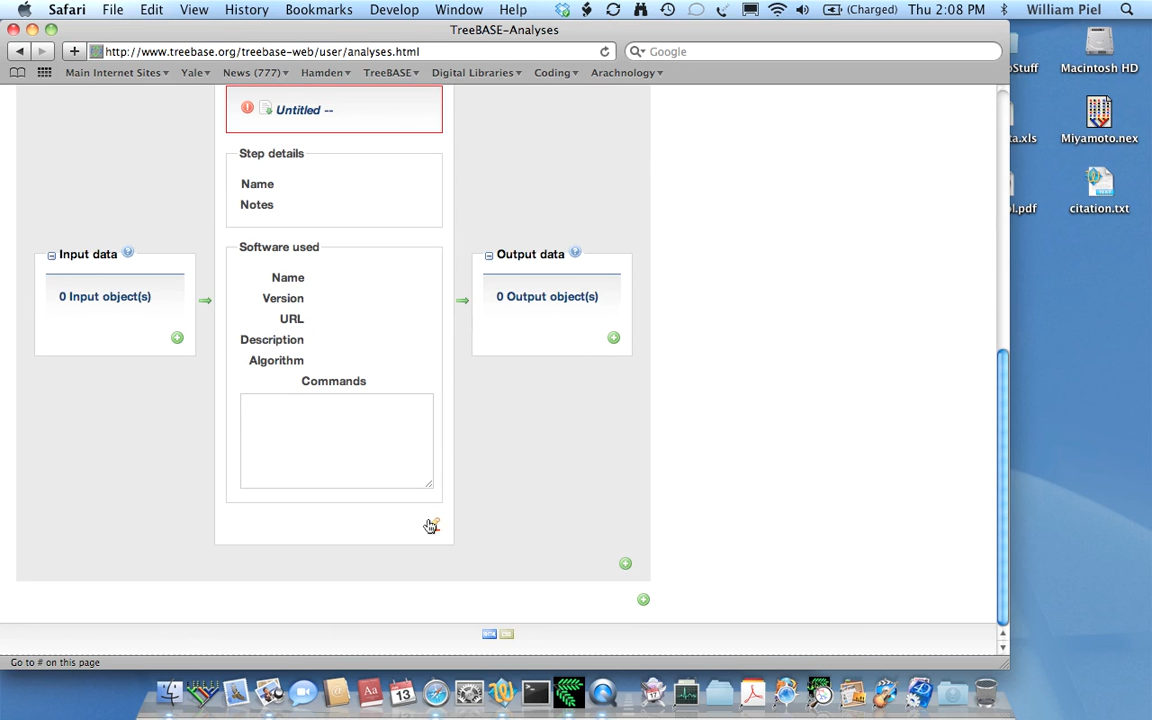 Safari File Edit View History Bookmarks Develop Window Help (Charged) Thu 2:08 PM William Piel
TreeBASE-Analyses
http://www.treebase.org/treebase-web/user/analyses.html Google
Main Internet Sites Yale News (777) Hamden TreeBASE Digital Libraries Coding Arachnology
Stuff Macintosh HD
Untitled --
ta.xls Miyamoto.nex
Step details
Name
Notes
pl.pdf citation.txt
Software used
Input data Output data
Name
0 Input object(s) Version 0 Output object(s)
URL
Description
Algorithm
Commands
Go to # on this page
13